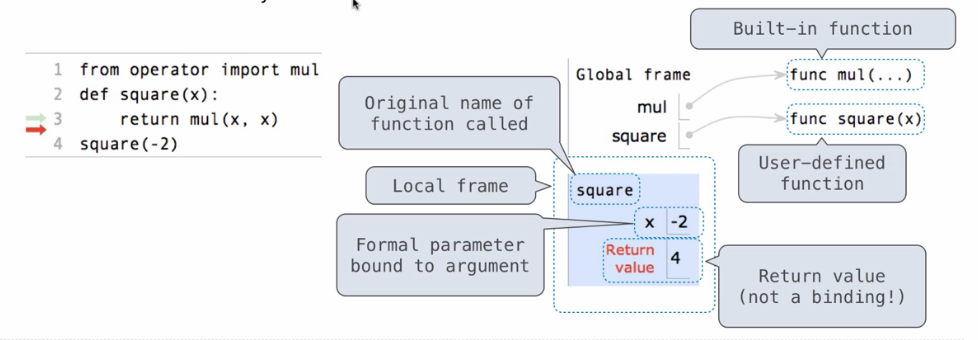 1 from operator import mul
2 def square(x):
3 return mul(x, x)
4 square(-2)
Built-in function
Global frame
func mul(...)
mul
square
func square(x)
Original name of
function called
User-defined
function
Local frame
square
x -2
Formal parameter
bound to argument
Return
value
4
Return value
(not a binding!)